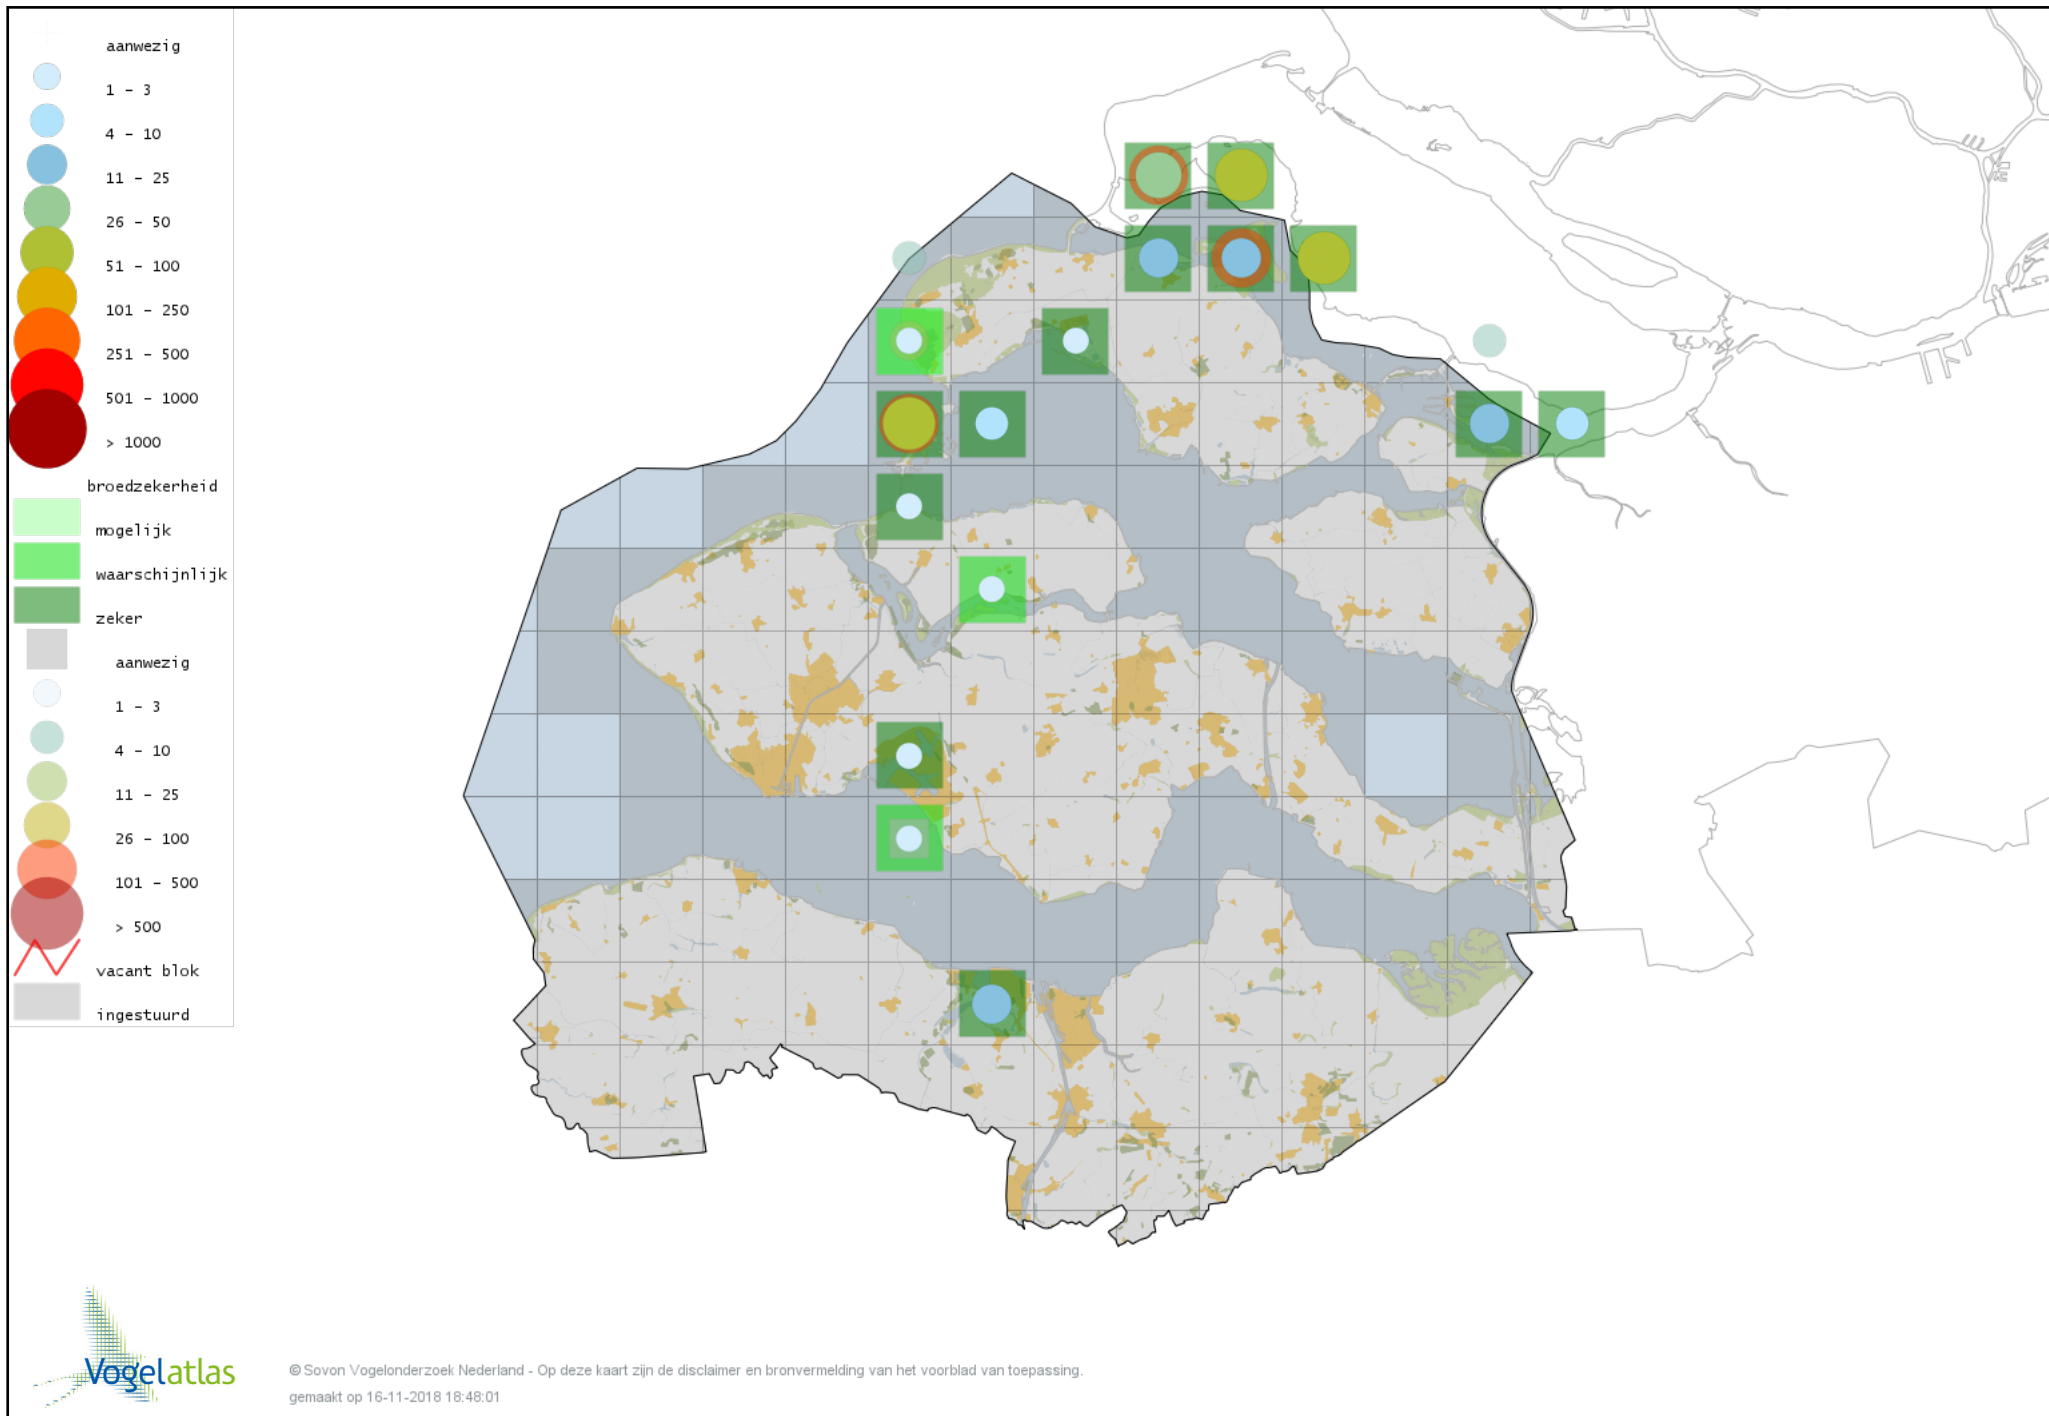 aanwezig
1 - 3
4 - 10
11 - 25
26 - 50
51 - 100
101 - 250
251 - 500
501 - 1000
> 1000
broedzekerheid
mogelijk
waarschijnlijk
zeker
aanwezig
1 - 3
4 - 10
11 - 25
26 - 100
101 - 500
> 500
vacant blok
ingestuurd
Vogelatlas
© Sovon Vogelonderzoek Nederland - Op deze kaart zijn de disclaimer en bronvermelding van het voorblad van toepassing.
gemaakt op 16-11-2018 18:48:01